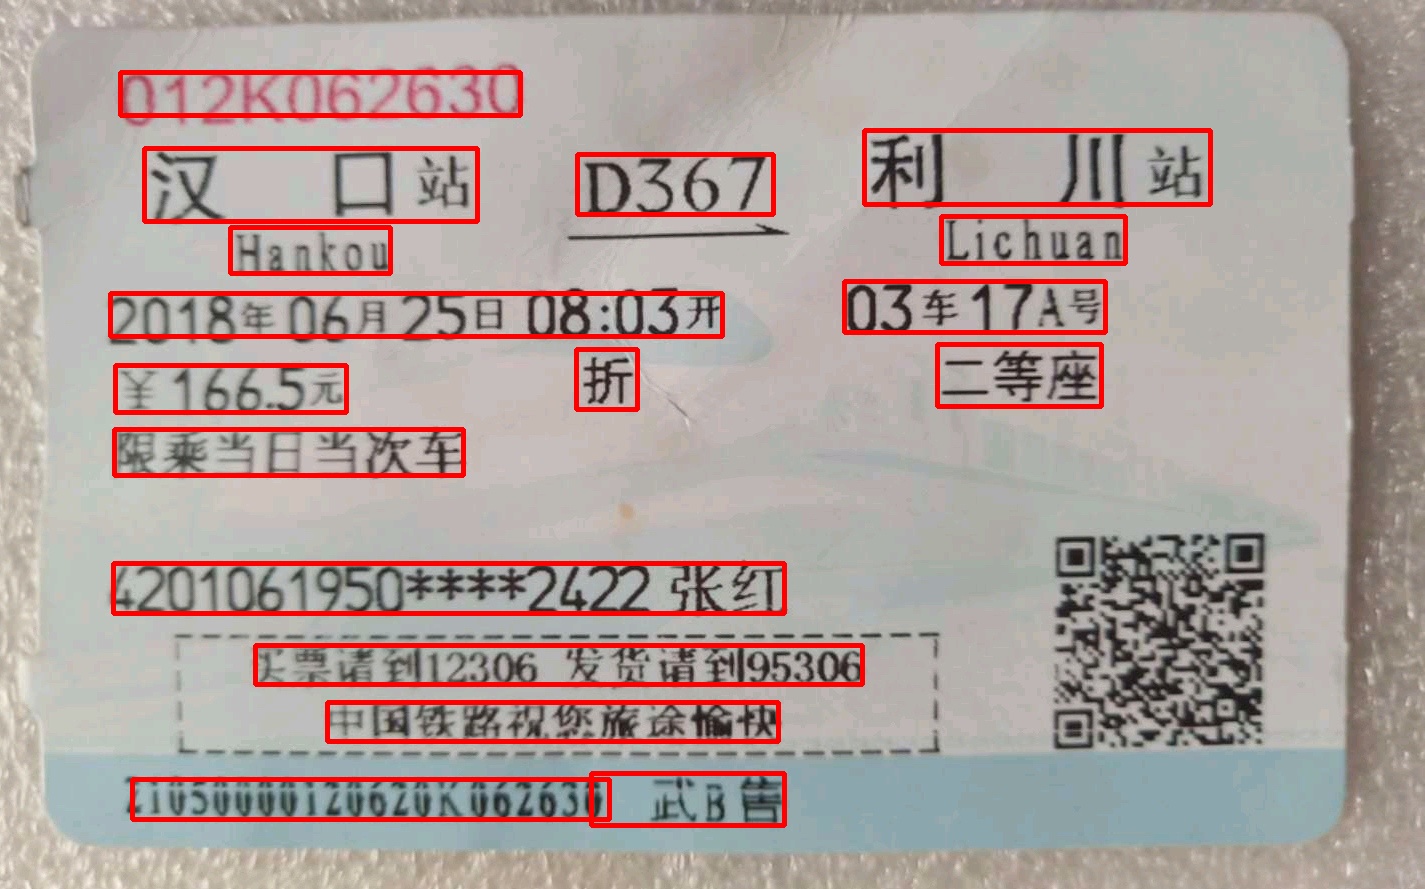 012K062630
汉口站 D367 利川站
Hankou Lichuan
2018年06月25日 08:03开 03车17A号
￥166.5元 折 二等座
限乘当日当次车
4201061950****2422 张红
买票请到12306 发货请到95306
中国铁路祝您旅途愉快
21050000120620K062630 武B售